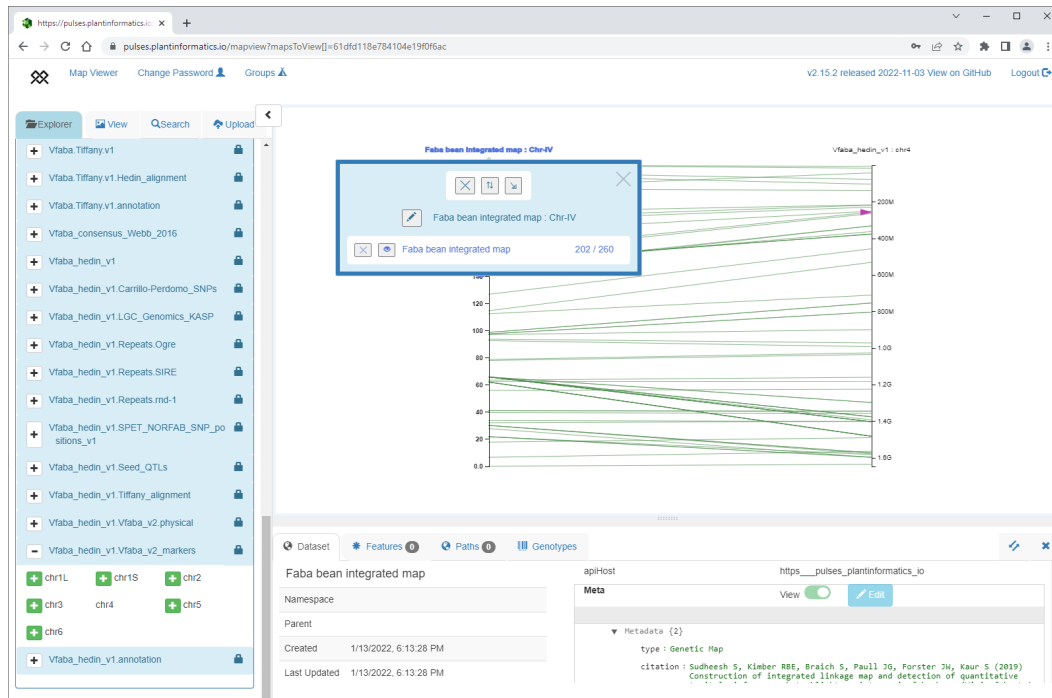 https://pulses.plantinformatics.io
pulses.plantinformatics.io/mapview?mapsToView[]=61dfd118e784104e19f0f6ac
Map Viewer Change Password Groups v2.15.2 released 2022-11-03 View on GitHub Logout
Explorer View Search Upload
Vfaba.Tiffany.v1
Vfaba.Tiffany.v1.Hedin_alignment
Vfaba.Tiffany.v1.annotation
Vfaba_consensus_Webb_2016
Vfaba_hedin_v1
Vfaba_hedin_v1.Carrillo-Perdomo_SNPs
Vfaba_hedin_v1.LGC_Genomics_KASP
Vfaba_hedin_v1.Repeats.Ogre
Vfaba_hedin_v1.Repeats.SIRE
Vfaba_hedin_v1.Repeats.rnd-1
Vfaba_hedin_v1.SPET_NORFAB_SNP_po
sitions_v1
Vfaba_hedin_v1.Seed_QTLs
Vfaba_hedin_v1.Tiffany_alignment
Vfaba_hedin_v1.Vfaba_v2.physical
Vfaba_hedin_v1.Vfaba_v2_markers
chr1L chr1S chr2
chr3 chr4 chr5
chr6
Vfaba_hedin_v1.annotation
Faba bean integrated map : Chr-IV
Vfaba_hedin_v1 : chr4
Faba bean integrated map : Chr-IV
Faba bean integrated map 202 / 260
140
120
100
80
60
40
20
0.0
200M
400M
600M
800M
1.0G
1.2G
1.4G
1.6G
Dataset Features 0 Paths 0 Genotypes
Faba bean integrated map
Namespace
Parent
Created 1/13/2022, 6:13:28 PM
Last Updated 1/13/2022, 6:13:28 PM
apiHost https___pulses_plantinformatics_io
Meta View Edit
Metadata {2}
type : Genetic Map
citation : Sudheesh S, Kimber RBE, Braich S, Paull JG, Forster JW, Kaur S (2019)
Construction of integrated linkage map and detection of quantitative